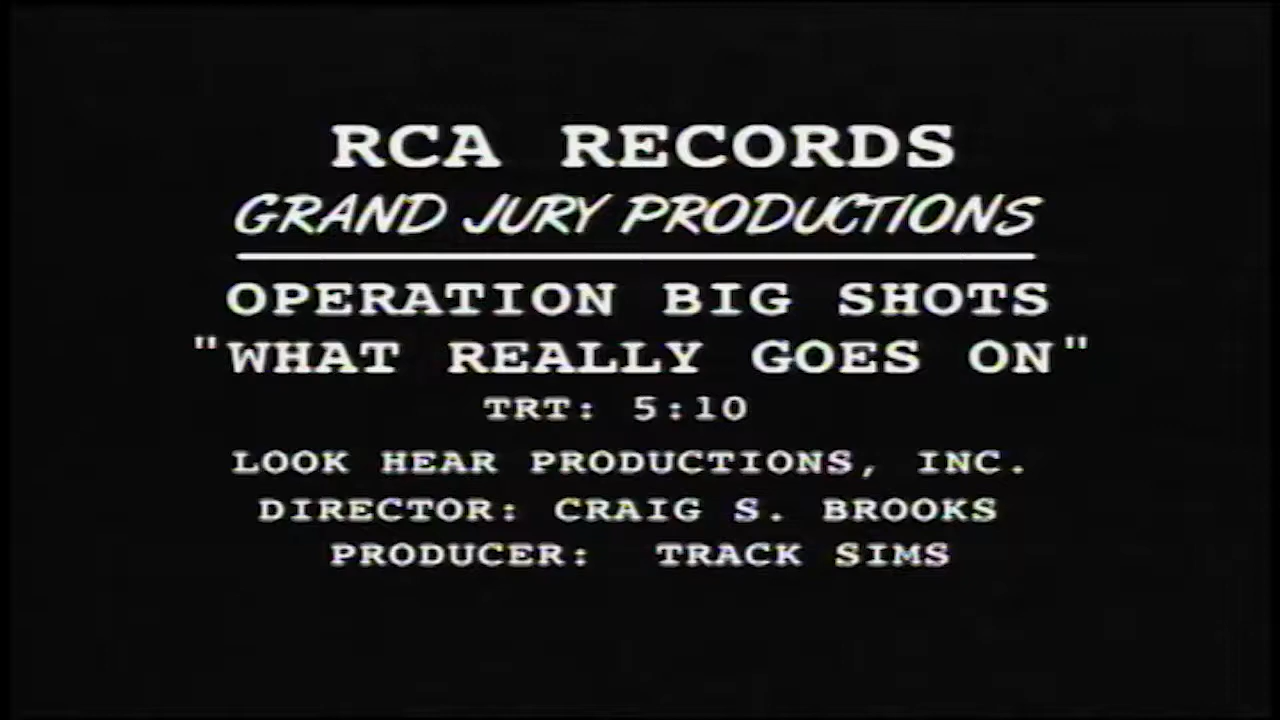 RCA RECORDS
GRAND JURY PRODUCTIONS
OPERATION BIG SHOTS
"WHAT REALLY GOES ON"
TRT: 5:10
LOOK HEAR PRODUCTIONS, INC.
DIRECTOR: CRAIG S. BROOKS
PRODUCER: TRACK SIMS